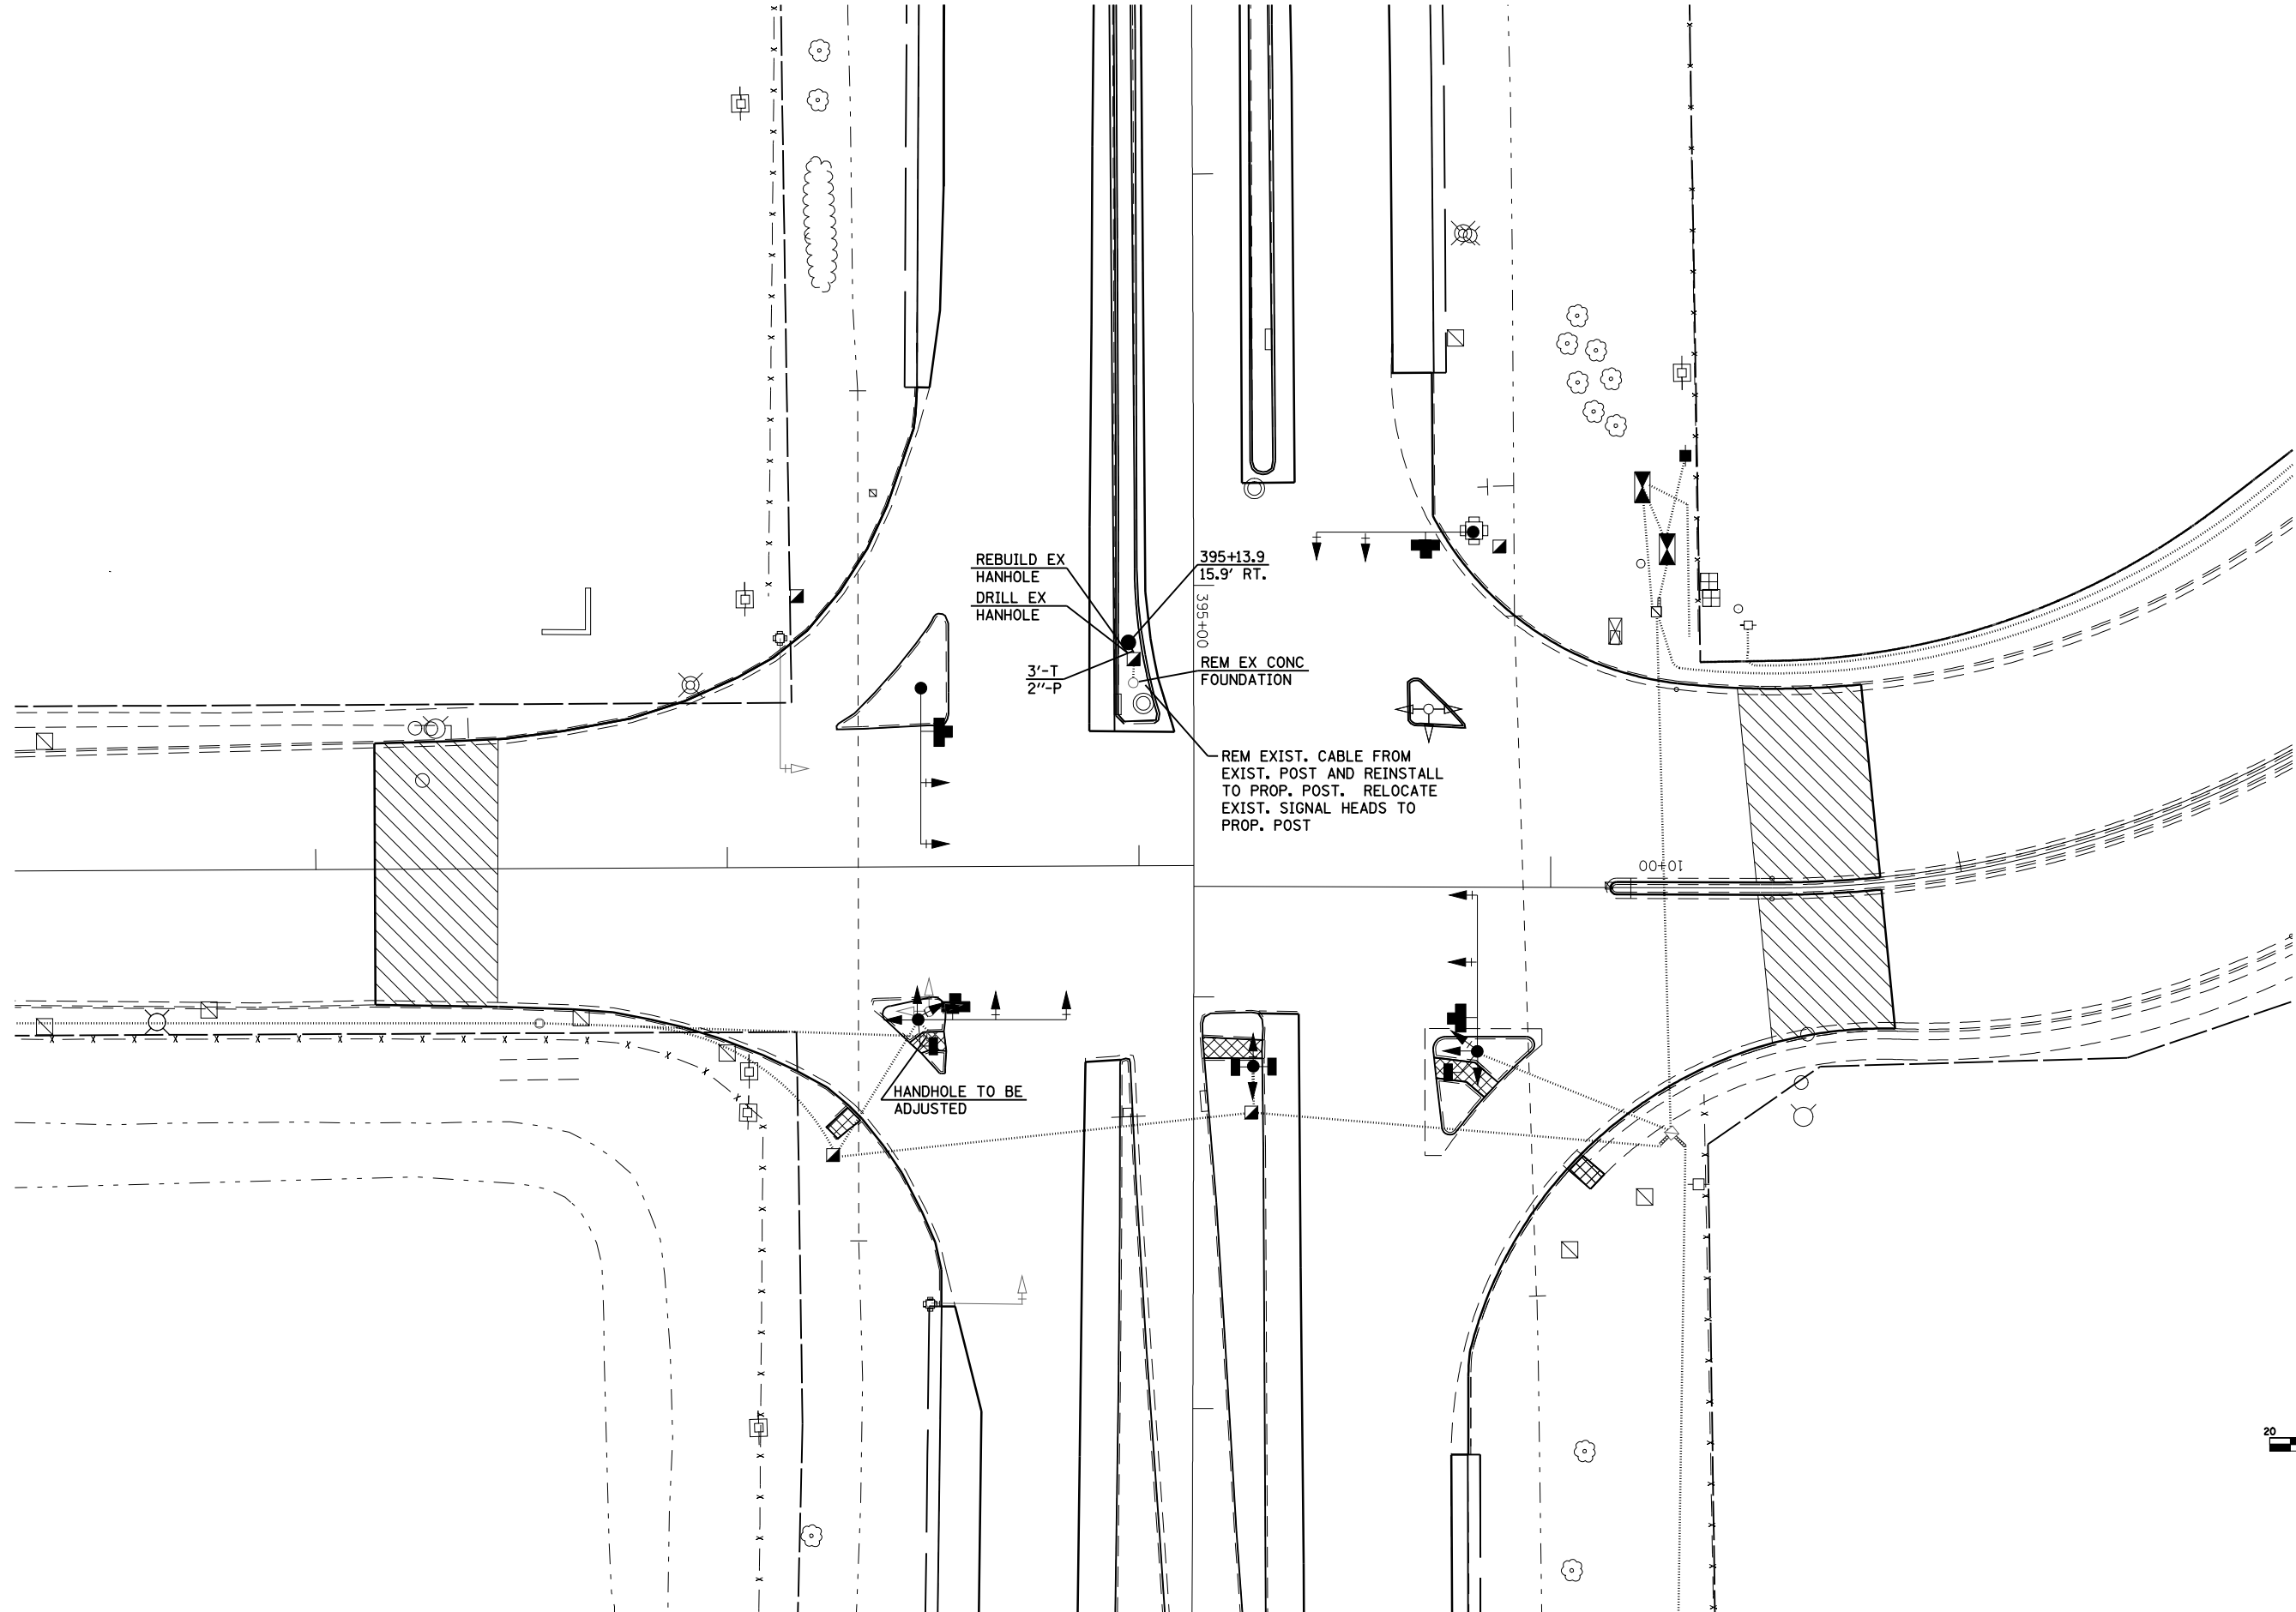 REBUILD EX
HANHOLE
DRILL EX
HANHOLE
395+13.9
15.9' RT.
395+00
3'-T
2"-P
REM EX CONC
FOUNDATION
REM EXIST. CABLE FROM
EXIST. POST AND REINSTALL
TO PROP. POST. RELOCATE
EXIST. SIGNAL HEADS TO
PROP. POST
10+00
HANDHOLE TO BE
ADJUSTED
20